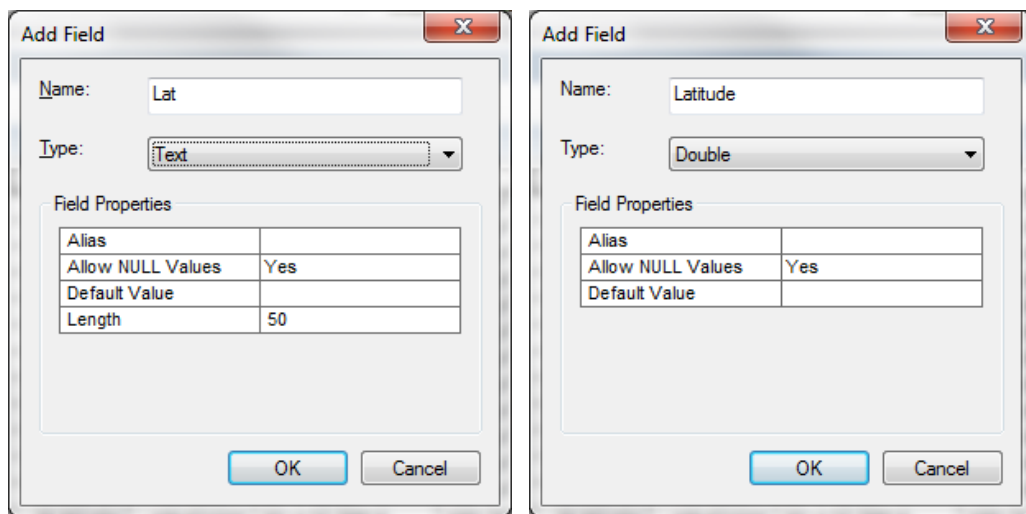 Add Field
Name: Lat
Type: Text
Field Properties
Alias
Allow NULL Values Yes
Default Value
Length 50
OK Cancel
Add Field
Name: Latitude
Type: Double
Field Properties
Alias
Allow NULL Values Yes
Default Value
OK Cancel